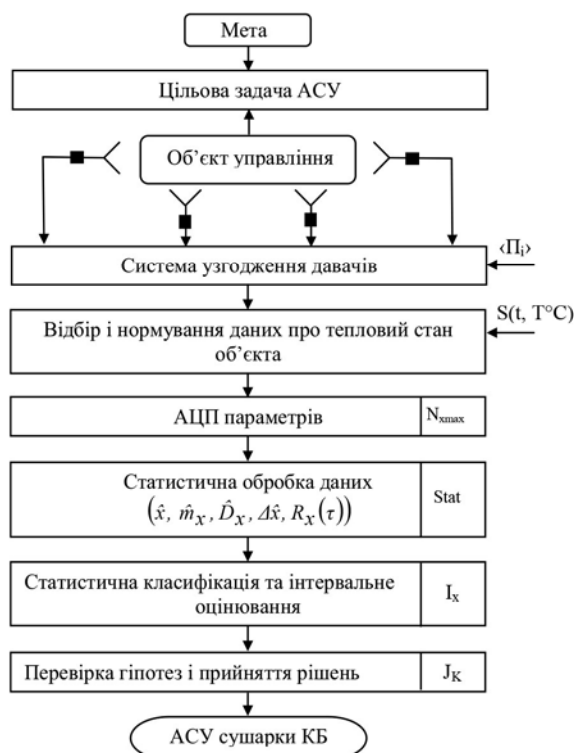 Мета
Цільова задача АСУ
Об’єкт управління
Система узгодження давачів
‹Пᵢ›
Відбір і нормування даних про тепловий стан
об’єкта
S(t, T°C)
АЦП параметрів
Nₓₘₐₓ
Статистична обробка даних
(x̂, m̂ₓ, D̂ₓ, Δx̂, Rₓ(τ))
Stat
Статистична класифікація та інтервальне
оцінювання
Iₓ
Перевірка гіпотез і прийняття рішень
J_K
АСУ сушарки КБ